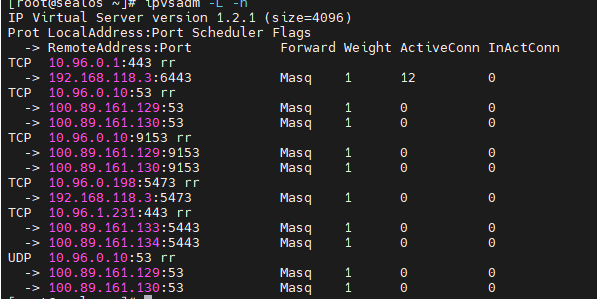 [root@sealos ~]# ipvsadm -L -n
IP Virtual Server version 1.2.1 (size=4096)
Prot LocalAddress:Port Scheduler Flags
  -> RemoteAddress:Port           Forward Weight ActiveConn InActConn
TCP  10.96.0.1:443 rr
  -> 192.168.118.3:6443           Masq    1      12         0
TCP  10.96.0.10:53 rr
  -> 100.89.161.129:53            Masq    1      0          0
  -> 100.89.161.130:53            Masq    1      0          0
TCP  10.96.0.10:9153 rr
  -> 100.89.161.129:9153          Masq    1      0          0
  -> 100.89.161.130:9153          Masq    1      0          0
TCP  10.96.0.198:5473 rr
  -> 192.168.118.3:5473           Masq    1      0          0
TCP  10.96.1.231:443 rr
  -> 100.89.161.133:5443          Masq    1      0          0
  -> 100.89.161.134:5443          Masq    1      0          0
UDP  10.96.0.10:53 rr
  -> 100.89.161.129:53            Masq    1      0          0
  -> 100.89.161.130:53            Masq    1      0          0